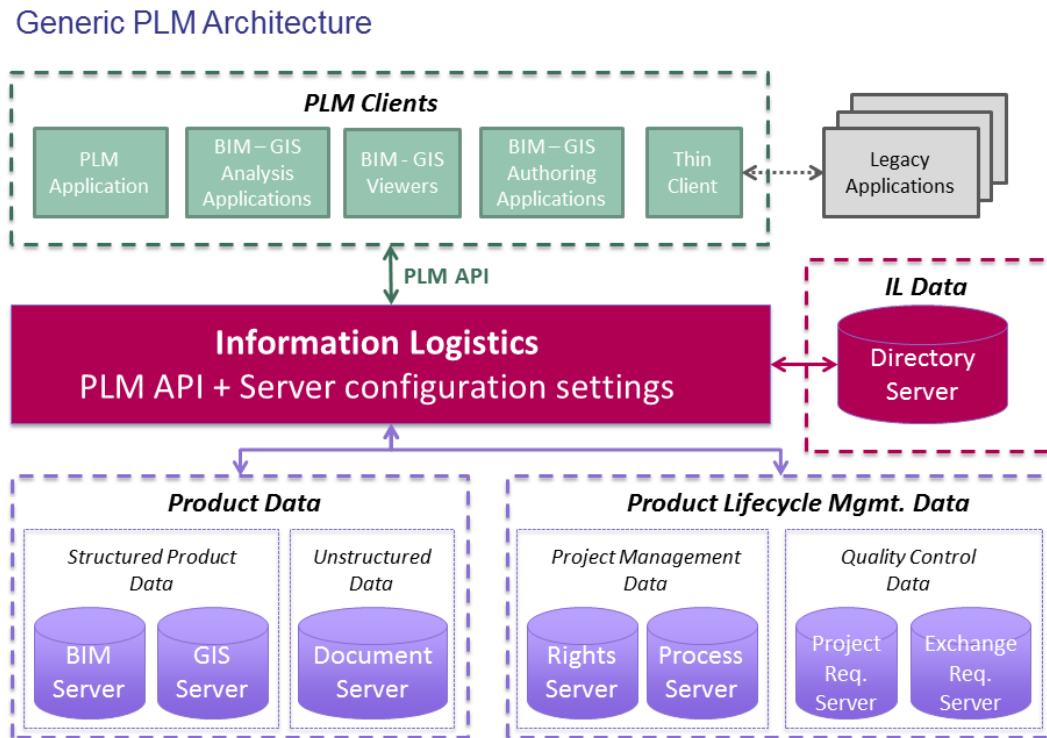 Generic PLM Architecture
PLM Clients
PLM
Application
BIM – GIS
Analysis
Applications
BIM - GIS
Viewers
BIM – GIS
Authoring
Applications
Thin
Client
Legacy
Applications
PLM API
Information Logistics
PLM API + Server configuration settings
IL Data
Directory
Server
Product Data
Structured Product
Data
BIM
Server
GIS
Server
Unstructured
Data
Document
Server
Product Lifecycle Mgmt. Data
Project Management
Data
Rights
Server
Process
Server
Quality Control
Data
Project
Req.
Server
Exchange
Req.
Server